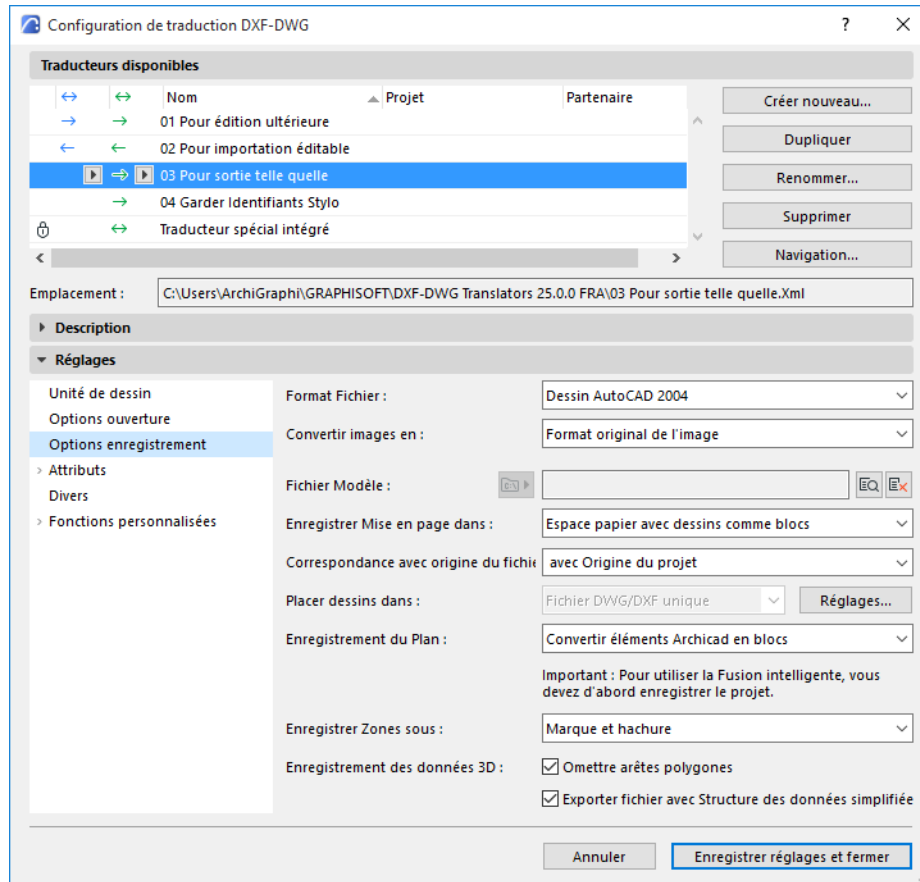 Configuration de traduction DXF-DWG
?
Traducteurs disponibles
Nom Projet Partenaire
01 Pour édition ultérieure
02 Pour importation éditable
03 Pour sortie telle quelle
04 Garder Identifiants Stylo
Traducteur spécial intégré
Créer nouveau...
Dupliquer
Renommer...
Supprimer
Navigation...
Emplacement : C:\Users\ArchiGraphi\GRAPHISOFT\DXF-DWG Translators 25.0.0 FRA\03 Pour sortie telle quelle.Xml
Description
Réglages
Unité de dessin
Options ouverture
Options enregistrement
Attributs
Divers
Fonctions personnalisées
Format Fichier : Dessin AutoCAD 2004
Convertir images en : Format original de l'image
Fichier Modèle :
Enregistrer Mise en page dans : Espace papier avec dessins comme blocs
Correspondance avec origine du fichie avec Origine du projet
Placer dessins dans : Fichier DWG/DXF unique Réglages...
Enregistrement du Plan : Convertir éléments Archicad en blocs
Important : Pour utiliser la Fusion intelligente, vous
devez d'abord enregistrer le projet.
Enregistrer Zones sous : Marque et hachure
Enregistrement des données 3D : Omettre arêtes polygones
Exporter fichier avec Structure des données simplifiée
Annuler Enregistrer réglages et fermer